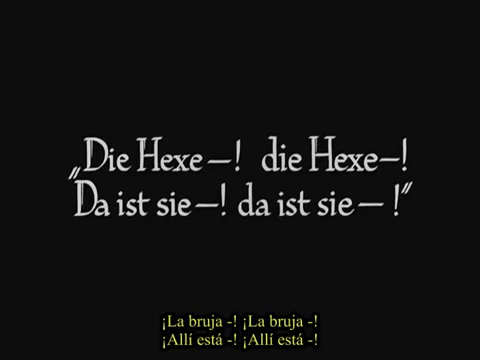 „Die Hexe—! die Hexe—!
Da ist sie—! da ist sie— !“
¡La bruja -! ¡La bruja -!
¡Allí está -! ¡Allí está -!